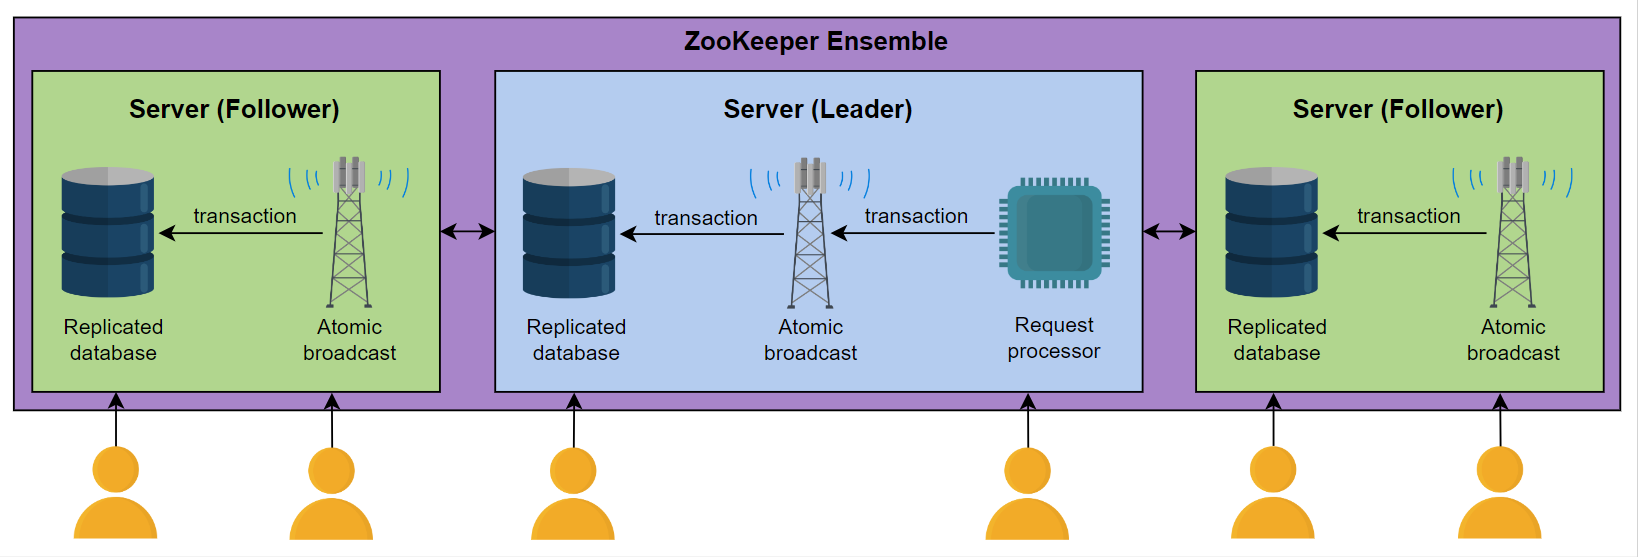 ZooKeeper Ensemble
Server (Follower)
transaction
Replicated
database
Atomic
broadcast
Server (Leader)
transaction
transaction
Replicated
database
Atomic
broadcast
Request
processor
Server (Follower)
transaction
Replicated
database
Atomic
broadcast